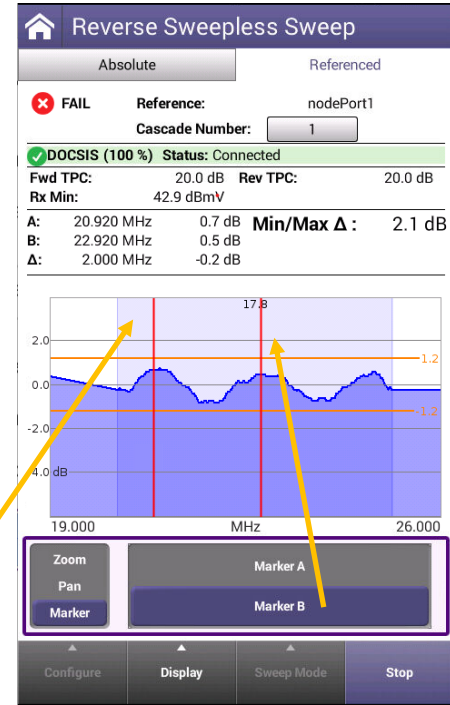 Reverse Sweepless Sweep
Absolute Referenced
FAIL Reference: nodePort1
Cascade Number: 1
DOCSIS (100 %) Status: Connected
Fwd TPC: 20.0 dB Rev TPC: 20.0 dB
Rx Min: 42.9 dBmV
A: 20.920 MHz 0.7 dB Min/Max Δ : 2.1 dB
B: 22.920 MHz 0.5 dB
Δ: 2.000 MHz -0.2 dB
17.8
2.0
1.2
0.0
-1.2
-2.0
4.0 dB
19.000 MHz 26.000
Zoom
Pan
Marker
Marker A
Marker B
Configure Display Sweep Mode Stop